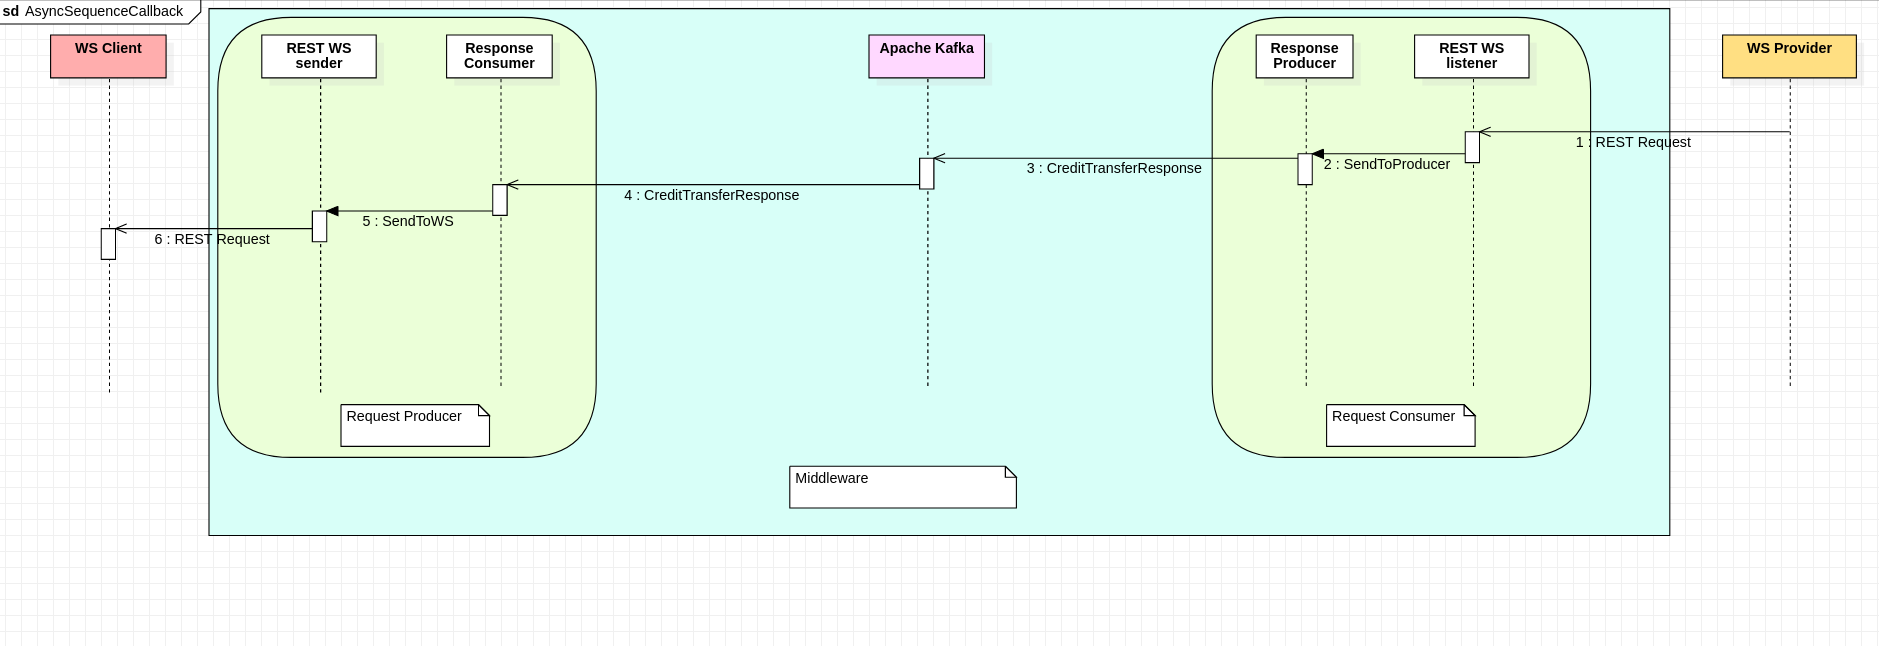 sd AsyncSequenceCallback
WS Client
REST WS
sender
Response
Consumer
Apache Kafka
Response
Producer
REST WS
listener
WS Provider
1 : REST Request
2 : SendToProducer
3 : CreditTransferResponse
4 : CreditTransferResponse
5 : SendToWS
6 : REST Request
Request Producer
Request Consumer
Middleware